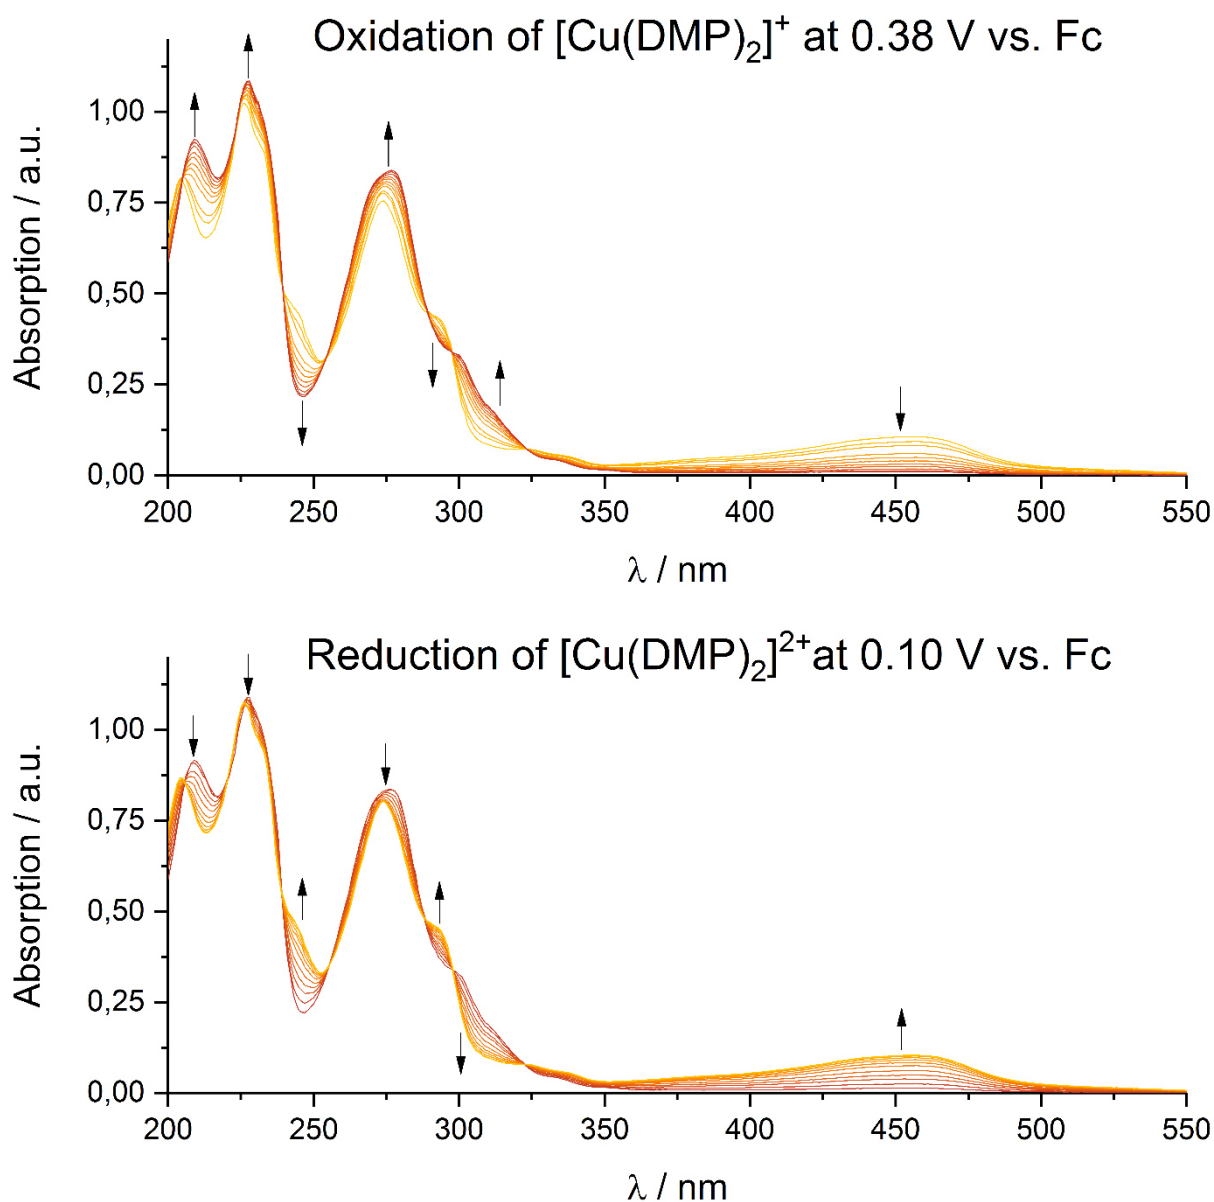 Oxidation of [Cu(DMP)₂]⁺ at 0.38 V vs. Fc
1,00
0,75
0,50
0,25
0,00
Absorption / a.u.
200 250 300 350 400 450 500 550
λ / nm
Reduction of [Cu(DMP)₂]²⁺at 0.10 V vs. Fc
1,00
0,75
0,50
0,25
0,00
Absorption / a.u.
200 250 300 350 400 450 500 550
λ / nm